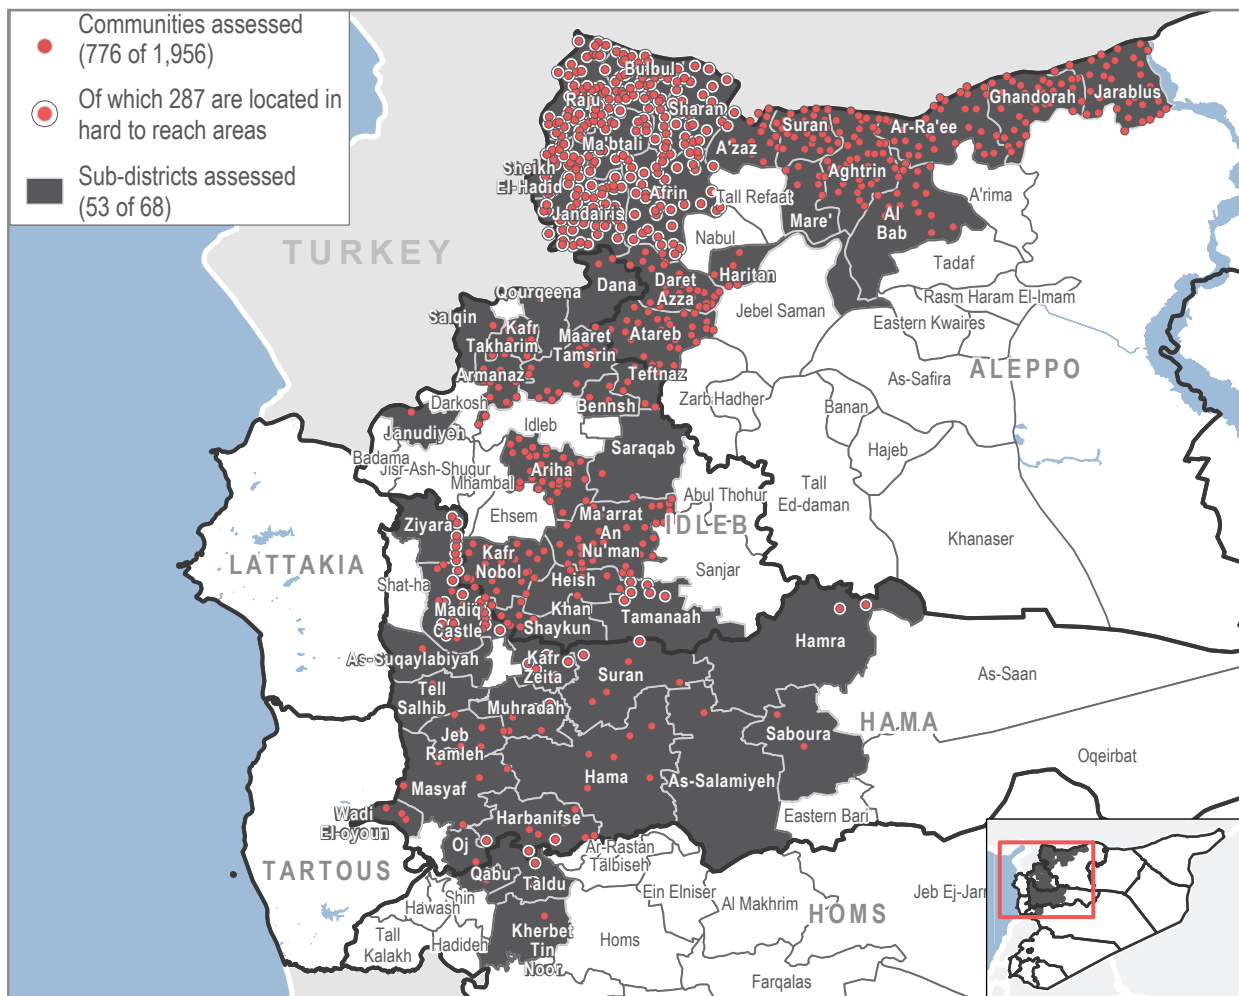 Communities assessed
(776 of 1,956)
Of which 287 are located in
hard to reach areas
Sub-districts assessed
(53 of 68)
TURKEY
Bulbul
Raju
Sharan
Ma'btali
Sheikh
El-Hadid
Afrin
Jandairis
A'zaz
Suran
Ar-Ra'ee
Ghandorah
Jarablus
Aghtrin
Tall Refaat
Mare'
Al
Bab
A'rima
Nabul
Tadaf
Haritan
Daret
Azza
Dana
Qourqeena
Rasm Haram El-Imam
Jebel Saman
Eastern Kwaires
Salqin
Kafr
Takharim
Maaret
Tamsrin
Atareb
ALEPPO
As-Safira
Armanaz
Teftnaz
Zarbah
Hadher
Banan
Darkosh
Bennsh
Idleb
Janudiyeh
Hajeb
Badama
Jisr-Ash-Shugur
Mhambal
Ariha
Saraqab
Tall
Ed-daman
Abul Thohur
Ehsem
Ma'arrat
An
Nu'man
IDLEB
Khanaser
Ziyara
Kafr
Nobol
LATTAKIA
Shat-ha
Heish
Sanjar
Madiq
Castle
Khan
Shaykun
Tamanaah
Hamra
As-Suqaylabiyah
Kafr
Zeita
Suran
As-Saan
Tell
Salhib
Muhradah
HAMA
Jeb
Ramleh
Saboura
Oqeirbat
Masyaf
Hama
As-Salamiyeh
Wadi
El-oyoun
Harbanifse
Eastern Bari
Oj
Ar-Rastan
Talbiseh
TARTOUS
Qabu
Taldu
Shin
Ein Elniser
Jeb Ej-Jarr
Hawash
Al Makhrim
HOMS
Kherbet
Tin
Noor
Tall
Kalakh
Hadideh
Homs
Farqalas